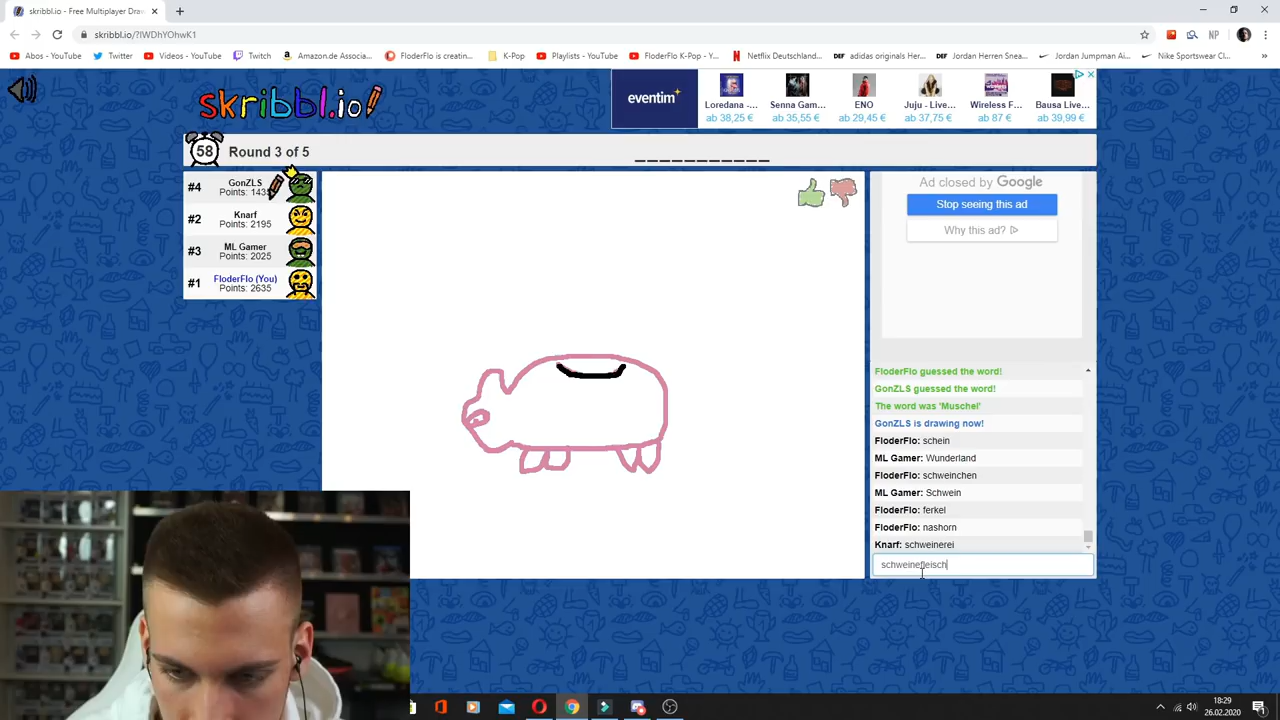 skribbl.io - Free Multiplayer Dra
skribbl.io/?IWDhYOhwK1
Abos - YouTube
Twitter
Videos - YouTube
Twitch
Amazon.de Associa...
FloderFlo is creatin...
K-Pop
Playlists - YouTube
FloderFlo K-Pop - Y...
Netflix Deutschland...
adidas originals Her...
Jordan Herren Snea...
Jordan Jumpman Ai...
Nike Sportswear Cl...
skribbl.io
eventim
Loredana -...
ab 38,25 €
Senna Gam...
ab 35,55 €
ENO
ab 29,45 €
Juju - Live...
ab 37,75 €
Wireless F...
ab 87 €
Bausa Live...
ab 39,99 €
58
Round 3 of 5
___________
#4
GonZLS
Points: 143
#2
Knarf
Points: 2195
#3
ML Gamer
Points: 2025
#1
FloderFlo (You)
Points: 2635
Ad closed by Google
Stop seeing this ad
Why this ad?
FloderFlo guessed the word!
GonZLS guessed the word!
The word was 'Muschel'
GonZLS is drawing now!
FloderFlo: schein
ML Gamer: Wunderland
FloderFlo: schweinchen
ML Gamer: Schwein
FloderFlo: ferkel
FloderFlo: nashorn
Knarf: schweinerei
schweinefleisch
18:29
26.02.2020